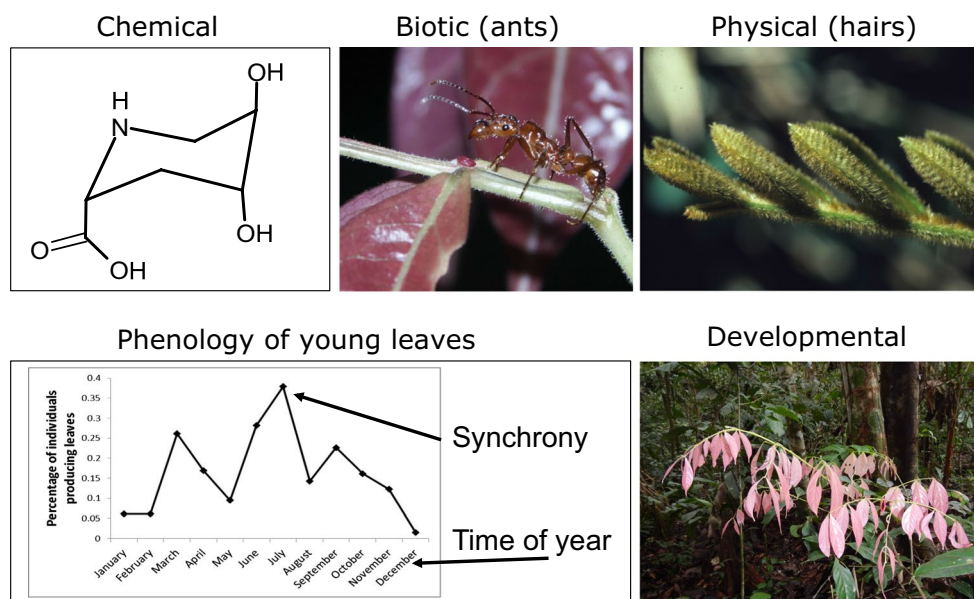 Chemical
Biotic (ants)
Physical (hairs)
OH
H
N
OH
O
OH
Phenology of young leaves
Developmental
Percentage of individuals
producing leaves
0.4
0.35
0.3
0.25
0.2
0.15
0.1
0.05
0
Synchrony
Time of year
January
February
March
April
May
June
July
August
September
October
November
December